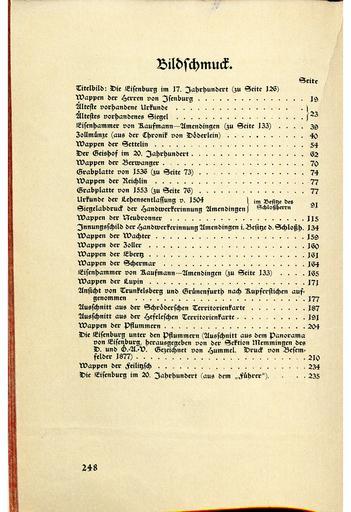 Bildschmuck.
Seite
Titelbild: Die Eisenburg im 17. Jahrhundert (zu Seite 126)
Wappen der Herren von Isenburg . . . . . . . . . . . . 19
Älteste vorhandene Urkunde . . . . . . . . . . . . }
Ältestes vorhandenes Siegel . . . . . . . . . . . . } 23
Eisenhammer von Kaufmann—Amendingen (zu Seite 133) . . . 39
Zollmünze (aus der Chronik von Döderlein) . . . . . . . 40
Wappen der Settelin . . . . . . . . . . . . 54
Der Geishof im 20. Jahrhundert . . . . . . . . . . . . 62
Wappen der Berwanger . . . . . . . . . . . . 70
Grabplatte von 1536 (zu Seite 73) . . . . . . . . . . . . 74
Wappen der Reichlin . . . . . . . . . . . . 77
Grabplatte von 1553 (zu Seite 76) . . . . . . . . . . . . 77
Urkunde der Lehensentlassung v. 1504 } im Besitze des
Siegelabdruck der Handwerkerinnung Amendingen } Schloßherrn 91
Wappen der Neubronner . . . . . . . . . . . . 115
Innungsschild der Handwerkerinnung Amendingen i. Besitze d. Schloßh. 134
Wappen der Wachter . . . . . . . . . . . . 159
Wappen der Zoller . . . . . . . . . . . . 160
Wappen der Ebertz . . . . . . . . . . . . 161
Wappen der Schermar . . . . . . . . . . . . 164
Eisenhammer von Kaufmann—Amendingen (zu Seite 133) . . . . 165
Wappen der Lupin . . . . . . . . . . . . 171
Ansicht von Trunkelsberg und Grünenfurth nach Kupferstichen auf-
genommen . . . . . . . . . . . . 177
Ausschnitt aus der Schröderschen Territorienkarte . . . . . . 187
Ausschnitt aus der Hefelschen Territorienkarte . . . . . . . 191
Wappen der Pflummern . . . . . . . . . . . . 204
Die Eisenburg unter den Pflummern (Ausschnitt aus dem Panorama
von Eisenburg, herausgegeben von der Sektion Memmingen des
D. und Ö.A.V. Gezeichnet von Hummel. Druck von Besem-
felder 1877) . . . . . . . . . . . . 210
Wappen der Feilitzsch . . . . . . . . . . . . 234
Die Eisenburg im 20. Jahrhundert (aus dem „Führer“). . . . . 235
248